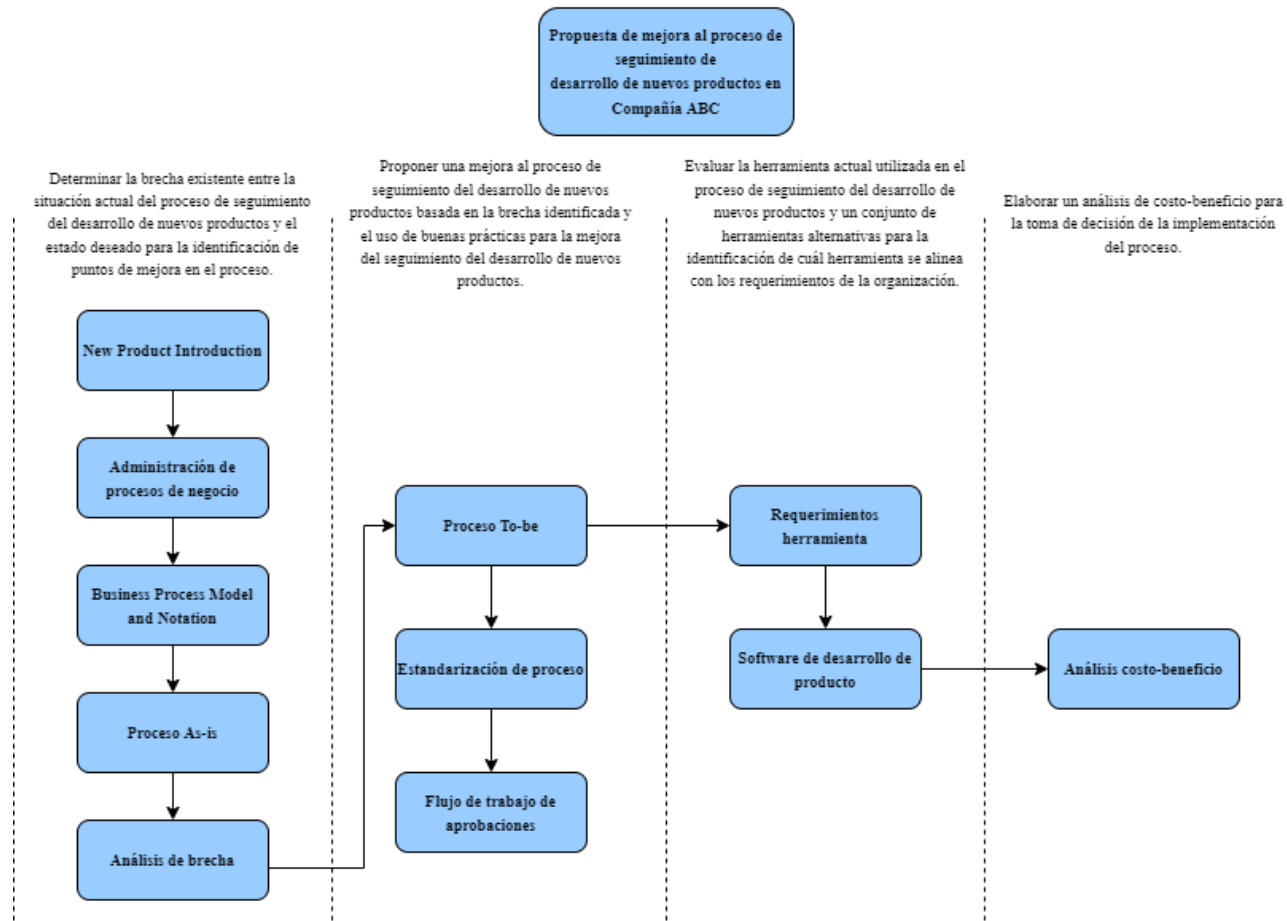 Propuesta de mejora al proceso de
seguimiento de
desarrollo de nuevos productos en
Compañía ABC
Determinar la brecha existente entre la
situación actual del proceso de seguimiento
del desarrollo de nuevos productos y el
estado deseado para la identificación de
puntos de mejora en el proceso.
New Product Introduction
Administración de
procesos de negocio
Business Process Model
and Notation
Proceso As-is
Análisis de brecha
Proponer una mejora al proceso de
seguimiento del desarrollo de nuevos
productos basada en la brecha identificada y
el uso de buenas prácticas para la mejora
del seguimiento del desarrollo de nuevos
productos.
Proceso To-be
Estandarización de proceso
Flujo de trabajo de
aprobaciones
Evaluar la herramienta actual utilizada en el
proceso de seguimiento del desarrollo de
nuevos productos y un conjunto de
herramientas alternativas para la
identificación de cuál herramienta se alinea
con los requerimientos de la organización.
Requerimientos
herramienta
Software de desarrollo de
producto
Elaborar un análisis de costo-beneficio para
la toma de decisión de la implementación
del proceso.
Análisis costo-beneficio